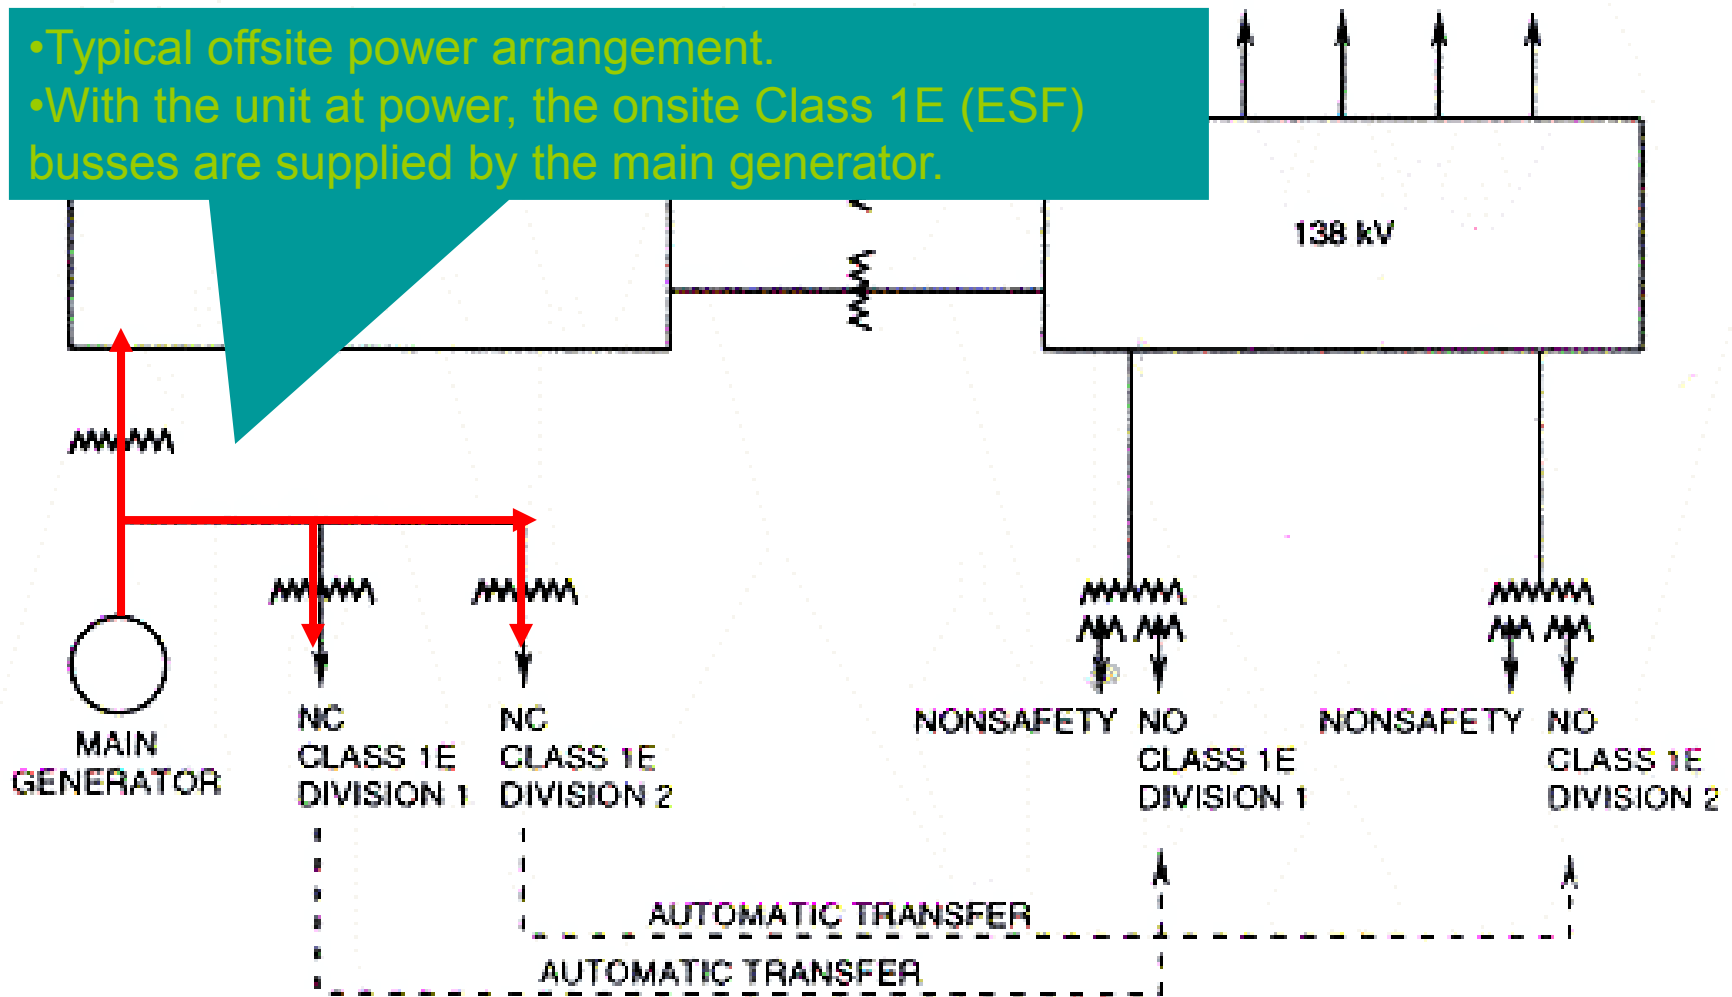 •Typical offsite power arrangement.
•With the unit at power, the onsite Class 1E (ESF)
busses are supplied by the main generator.
138 kV
MAIN
GENERATOR
NC
CLASS 1E
DIVISION 1
NC
CLASS 1E
DIVISION 2
NONSAFETY
NO
CLASS 1E
DIVISION 1
NONSAFETY
NO
CLASS 1E
DIVISION 2
AUTOMATIC TRANSFER
AUTOMATIC TRANSFER